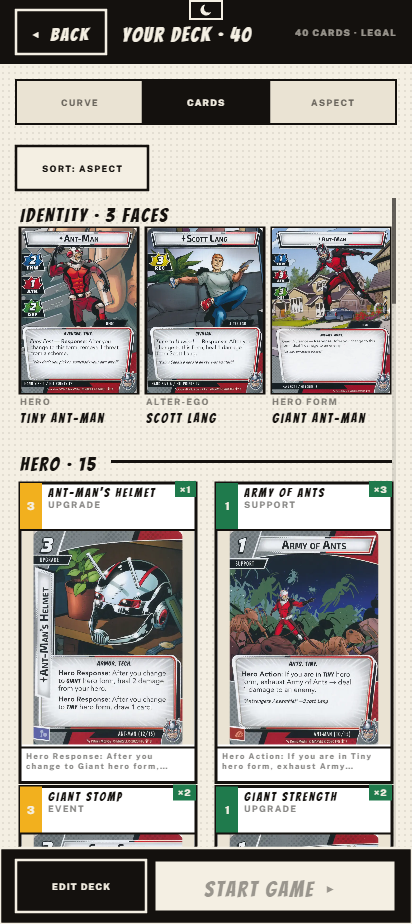 ◂ BACK
YOUR DECK · 40
40 CARDS · LEGAL
CURVE
CARDS
ASPECT
SORT: ASPECT
IDENTITY · 3 FACES
ANT-MAN
SCOTT LANG
ANT-MAN
HERO
TINY ANT-MAN
ALTER-EGO
SCOTT LANG
HERO FORM
GIANT ANT-MAN
HERO · 15
3
ANT-MAN'S HELMET
UPGRADE
×1
3
UPGRADE
ANT-MAN'S HELMET
ARMOR. TECH.
Hero Response: After you change
to GIANT hero form, heal 2 damage
from your hero.
Hero Response: After you change
to TINY hero form, draw 1 card.
ANT-MAN (12/15)
Hero Response: After you
change to Giant hero form,…
1
ARMY OF ANTS
SUPPORT
×3
1
ARMY OF ANTS
SUPPORT
ANTS. TINY.
Hero Action: If you are in TINY hero
form, exhaust Army of Ants → deal
1 damage to an enemy.
Hero Action: If you are in Tiny
hero form, exhaust Army…
3
GIANT STOMP
EVENT
×2
1
GIANT STRENGTH
UPGRADE
×2
EDIT DECK
START GAME ▸